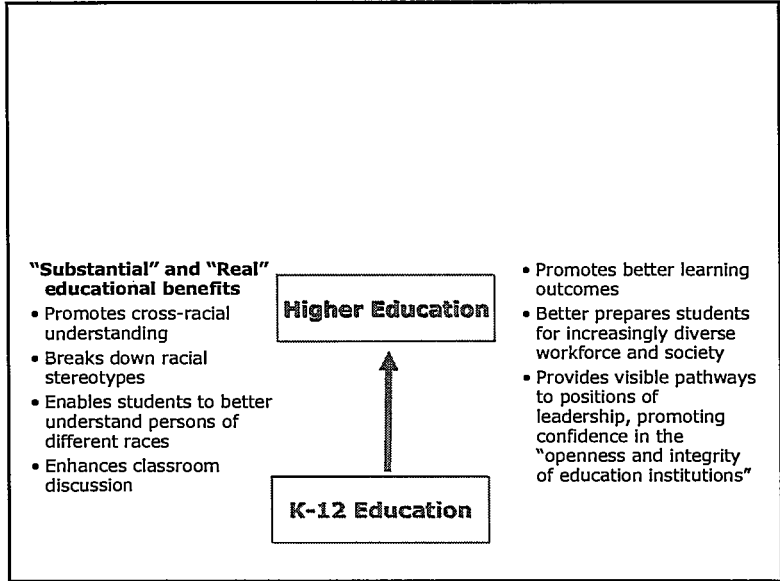 “Substantial” and “Real”
educational benefits
• Promotes cross-racial
understanding
• Breaks down racial
stereotypes
• Enables students to better
understand persons of
different races
• Enhances classroom
discussion
Higher Education
K-12 Education
• Promotes better learning
outcomes
• Better prepares students
for increasingly diverse
workforce and society
• Provides visible pathways
to positions of
leadership, promoting
confidence in the
“openness and integrity
of education institutions”